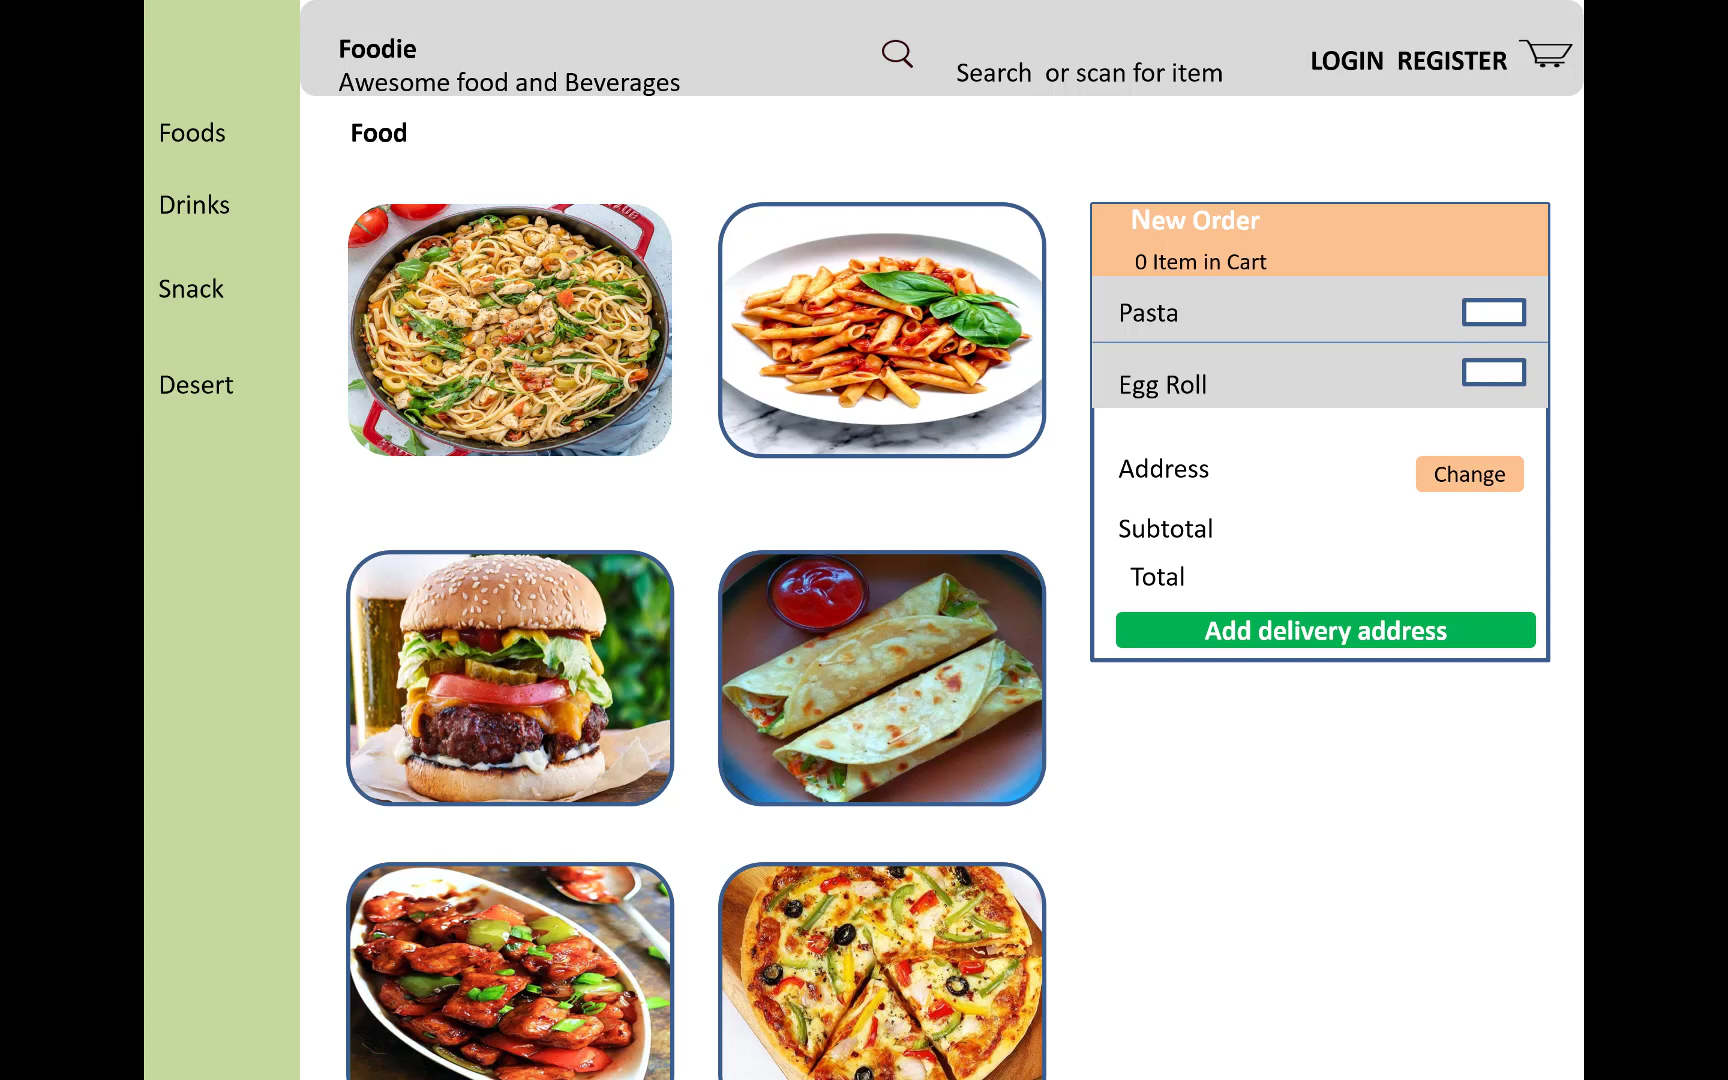 Foodie
Awesome food and Beverages
Search or scan for item
LOGIN REGISTER
Foods
Drinks
Snack
Desert
Food
New Order
0 Item in Cart
Pasta
Egg Roll
Address
Change
Subtotal
Total
Add delivery address